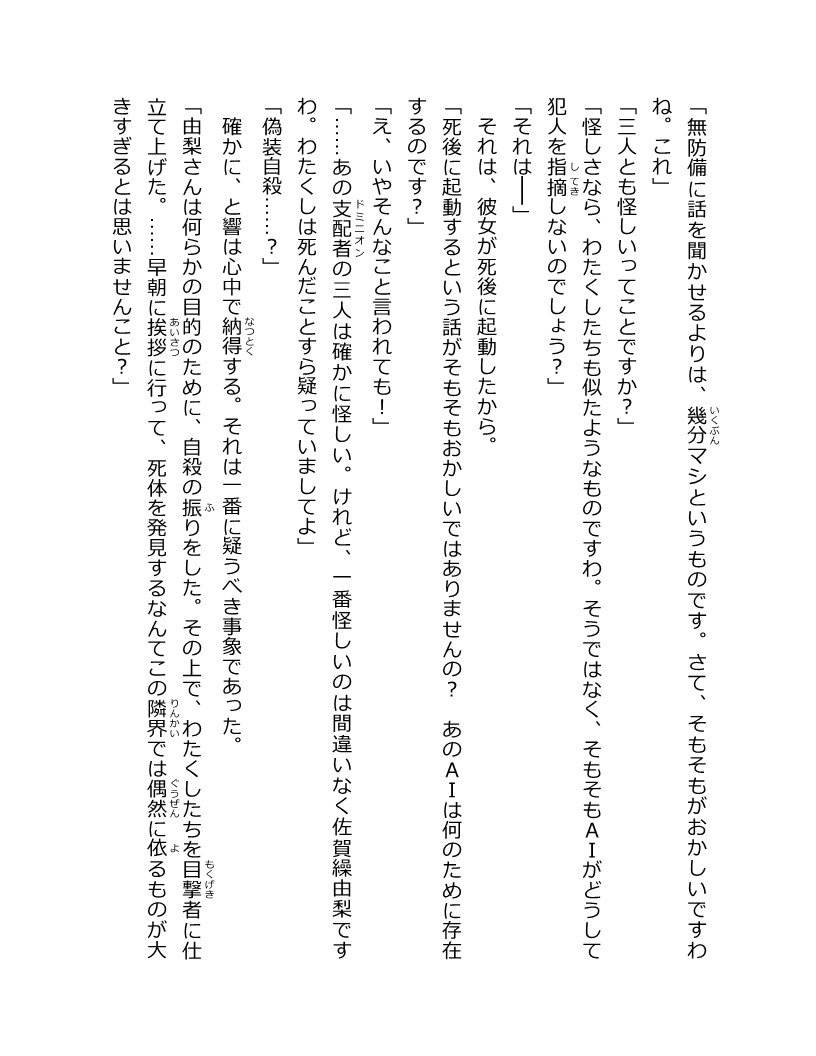 「無防備に話を聞かせるよりは、幾分マシというものです。さて、そもそもがおかしいですわ
ね。これ」
「三人とも怪しいってことですか？」
「怪しさなら、わたくしたちも似たようなものですわ。そうではなく、そもそもＡＩがどうして
犯人を指摘しないのでしょう？」
「それは――」
　それは、彼女が死後に起動したから。
「死後に起動するという話がそもそもおかしいではありませんの？　あのＡＩは何のために存在
するのです？」
「え、いやそんなこと言われても！」
「……あの支配者の三人は確かに怪しい。けれど、一番怪しいのは間違いなく佐賀繰由梨です
わ。わたくしは死んだことすら疑っていましてよ」
「偽装自殺……？」
　確かに、と響は心中で納得する。それは一番に疑うべき事象であった。
「由梨さんは何らかの目的のために、自殺の振りをした。その上で、わたくしたちを目撃者に仕
立て上げた。……早朝に挨拶に行って、死体を発見するなんてこの隣界では偶然に依るものが大
きすぎるとは思いませんこと？」